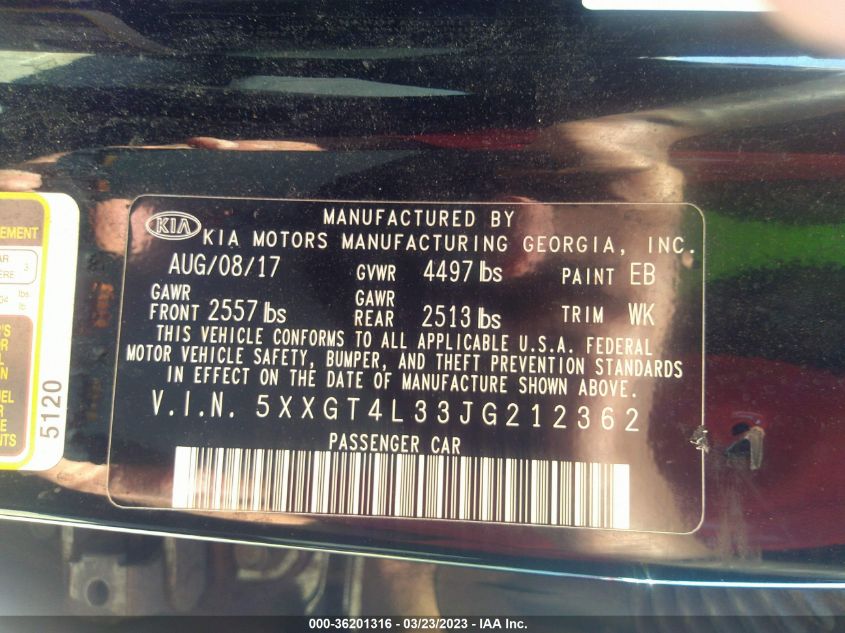 MANUFACTURED BY
KIA KIA MOTORS MANUFACTURING GEORGIA, INC.
AUG/08/17 GVWR 4497 lbs PAINT EB
GAWR FRONT 2557 lbs GAWR REAR 2513 lbs TRIM WK
THIS VEHICLE CONFORMS TO ALL APPLICABLE U.S.A. FEDERAL
MOTOR VEHICLE SAFETY, BUMPER, AND THEFT PREVENTION STANDARDS
IN EFFECT ON THE DATE OF MANUFACTURE SHOWN ABOVE.
V.I.N. 5XXGT4L33JG212362
PASSENGER CAR
5120
000-36201316 - 03/23/2023 - IAA Inc.